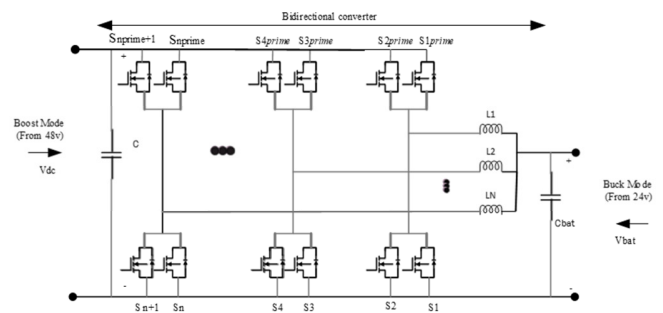 Bidirectional converter
Snprime+1 Snprime S4prime S3prime S2prime S1prime
+
Boost Mode
(From 48v)
Vdc
C
L1
L2
LN
+
Cbat
Buck Mode
(From 24v)
Vbat
-
-
Sn+1 Sn S4 S3 S2 S1